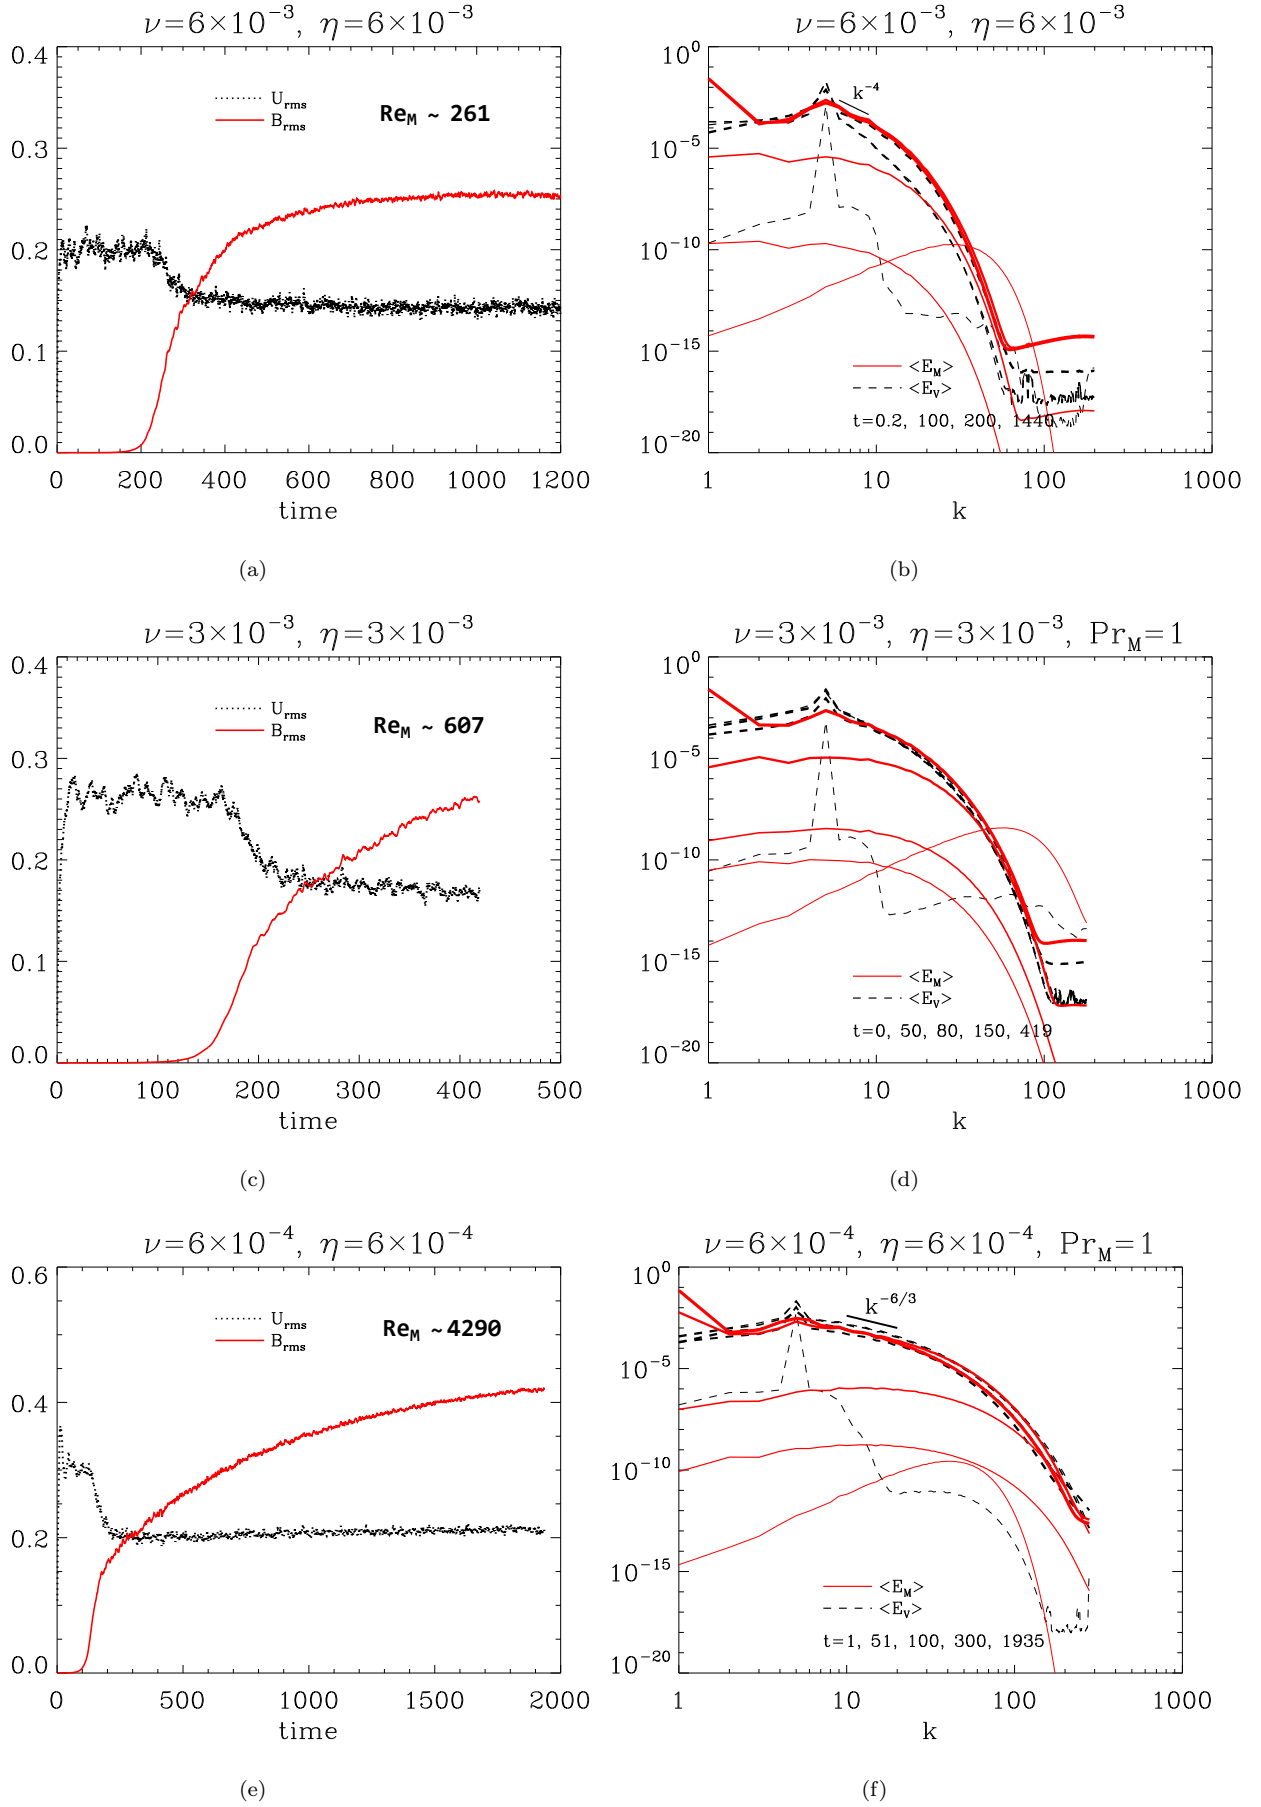 ν=6×10⁻³, η=6×10⁻³
0.4
0.3
0.2
0.1
0.0
U_rms
B_rms
Re_M ~ 261
0 200 400 600 800 1000 1200
time
(a)
ν=6×10⁻³, η=6×10⁻³
10⁰
10⁻⁵
10⁻¹⁰
10⁻¹⁵
10⁻²⁰
k⁻⁴
<E_M>
<E_V>
t=0.2, 100, 200, 1440
1 10 100 1000
k
(b)
ν=3×10⁻³, η=3×10⁻³
0.4
0.3
0.2
0.1
0.0
U_rms
B_rms
Re_M ~ 607
0 100 200 300 400 500
time
(c)
ν=3×10⁻³, η=3×10⁻³, Pr_M=1
10⁰
10⁻⁵
10⁻¹⁰
10⁻¹⁵
10⁻²⁰
<E_M>
<E_V>
t=0, 50, 80, 150, 419
1 10 100 1000
k
(d)
ν=6×10⁻⁴, η=6×10⁻⁴
0.6
0.4
0.2
0.0
U_rms
B_rms
Re_M ~ 4290
0 500 1000 1500 2000
time
(e)
ν=6×10⁻⁴, η=6×10⁻⁴, Pr_M=1
10⁰
10⁻⁵
10⁻¹⁰
10⁻¹⁵
10⁻²⁰
k⁻⁶/³
<E_M>
<E_V>
t=1, 51, 100, 300, 1935
1 10 100 1000
k
(f)